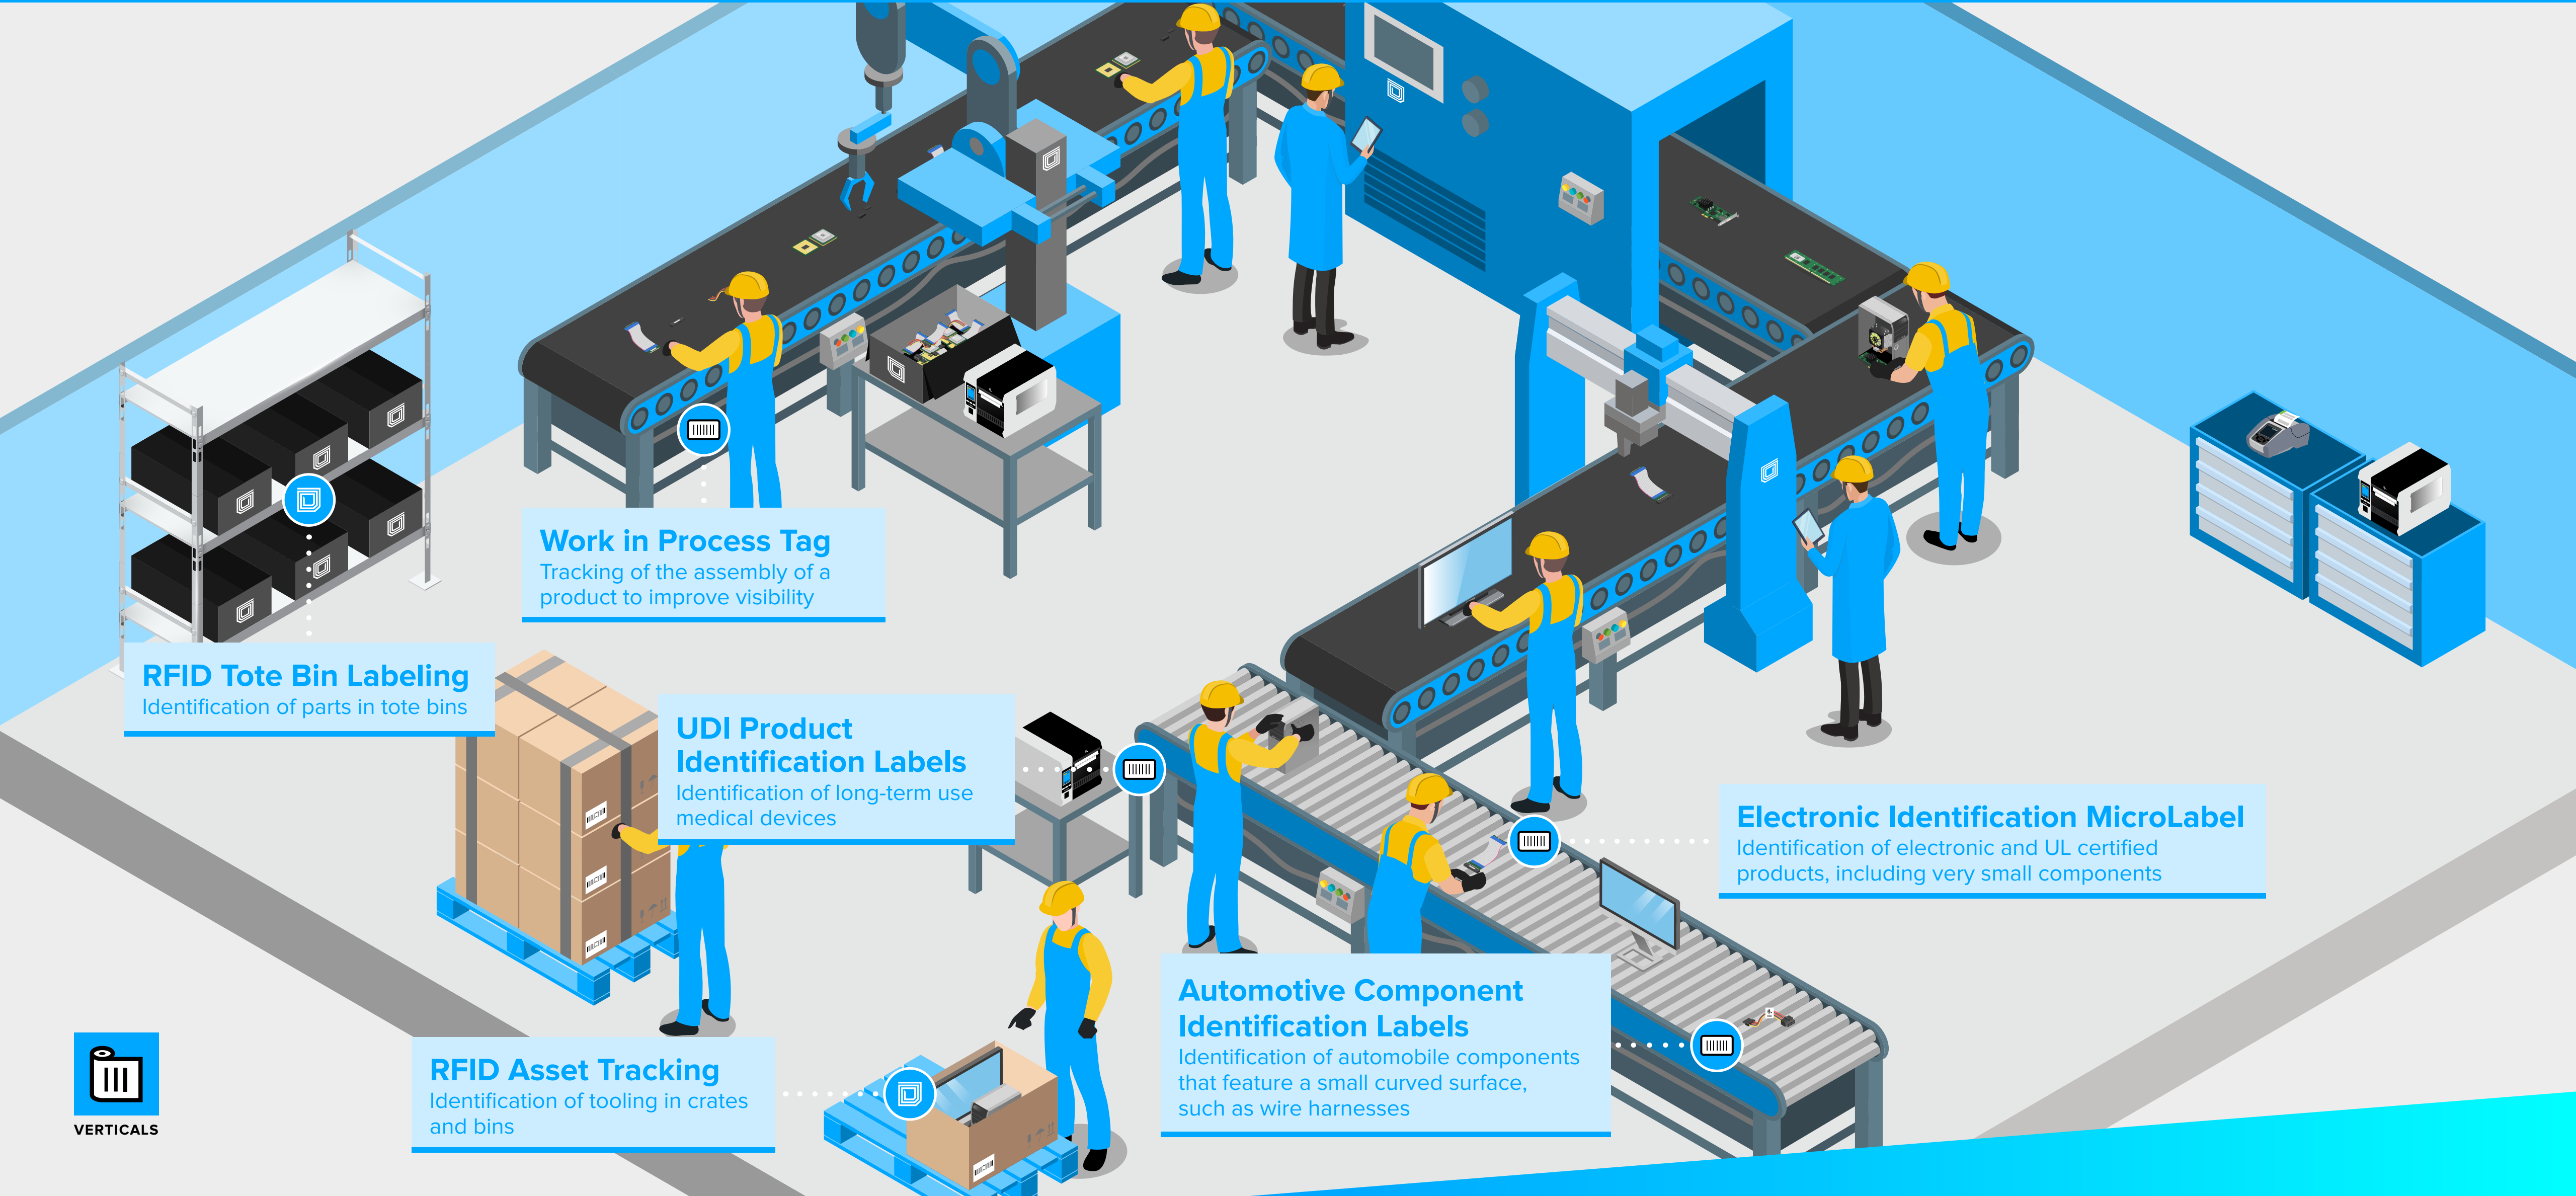 Work in Process Tag
Tracking of the assembly of a
product to improve visibility
RFID Tote Bin Labeling
Identification of parts in tote bins
UDI Product
Identification Labels
Identification of long-term use
medical devices
Electronic Identification MicroLabel
Identification of electronic and UL certified
products, including very small components
Automotive Component
Identification Labels
Identification of automobile components
that feature a small curved surface,
such as wire harnesses
RFID Asset Tracking
Identification of tooling in crates
and bins
VERTICALS